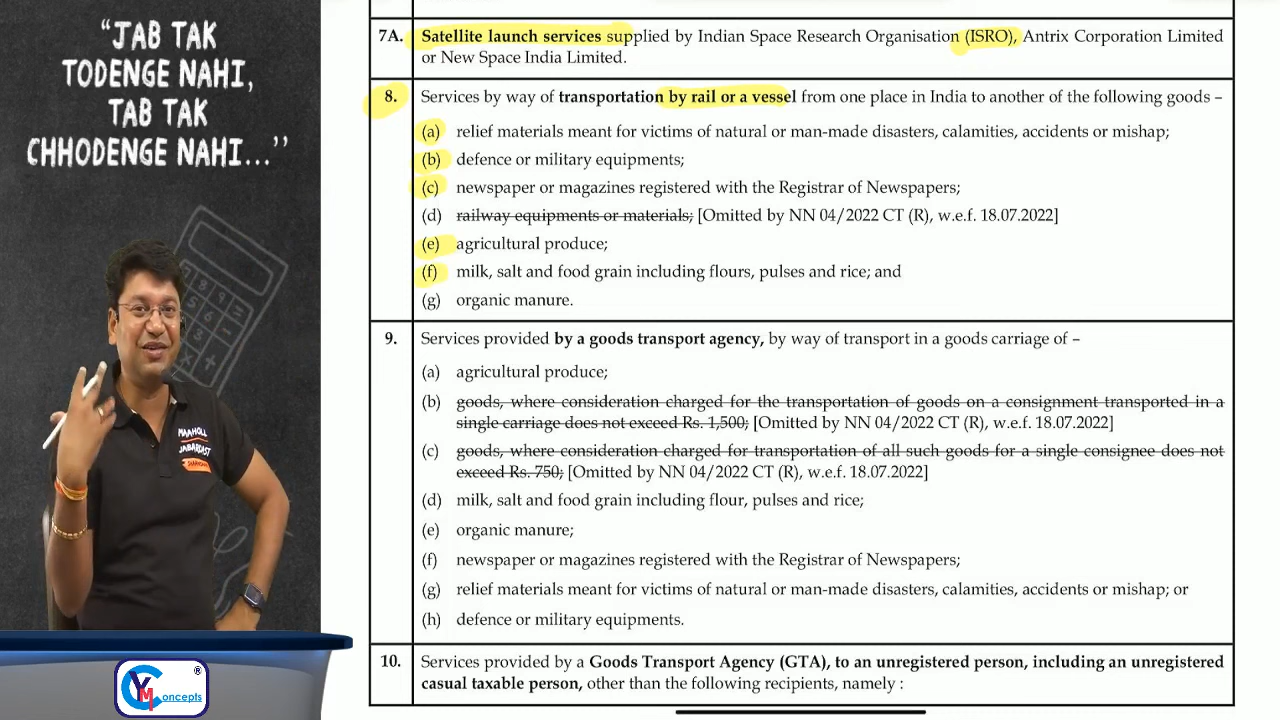 “JAB TAK
TODENGE NAHI,
TAB TAK
CHHODENGE NAHI...’’
MAAHOLL
JABARDAST
YM Concepts ®
7A. Satellite launch services supplied by Indian Space Research Organisation (ISRO), Antrix Corporation Limited
or New Space India Limited.
8. Services by way of transportation by rail or a vessel from one place in India to another of the following goods –
(a) relief materials meant for victims of natural or man-made disasters, calamities, accidents or mishap;
(b) defence or military equipments;
(c) newspaper or magazines registered with the Registrar of Newspapers;
(d) railway equipments or materials; [Omitted by NN 04/2022 CT (R), w.e.f. 18.07.2022]
(e) agricultural produce;
(f) milk, salt and food grain including flours, pulses and rice; and
(g) organic manure.
9. Services provided by a goods transport agency, by way of transport in a goods carriage of –
(a) agricultural produce;
(b) goods, where consideration charged for the transportation of goods on a consignment transported in a
single carriage does not exceed Rs. 1,500; [Omitted by NN 04/2022 CT (R), w.e.f. 18.07.2022]
(c) goods, where consideration charged for transportation of all such goods for a single consignee does not
exceed Rs. 750; [Omitted by NN 04/2022 CT (R), w.e.f. 18.07.2022]
(d) milk, salt and food grain including flour, pulses and rice;
(e) organic manure;
(f) newspaper or magazines registered with the Registrar of Newspapers;
(g) relief materials meant for victims of natural or man-made disasters, calamities, accidents or mishap; or
(h) defence or military equipments.
10. Services provided by a Goods Transport Agency (GTA), to an unregistered person, including an unregistered
casual taxable person, other than the following recipients, namely :